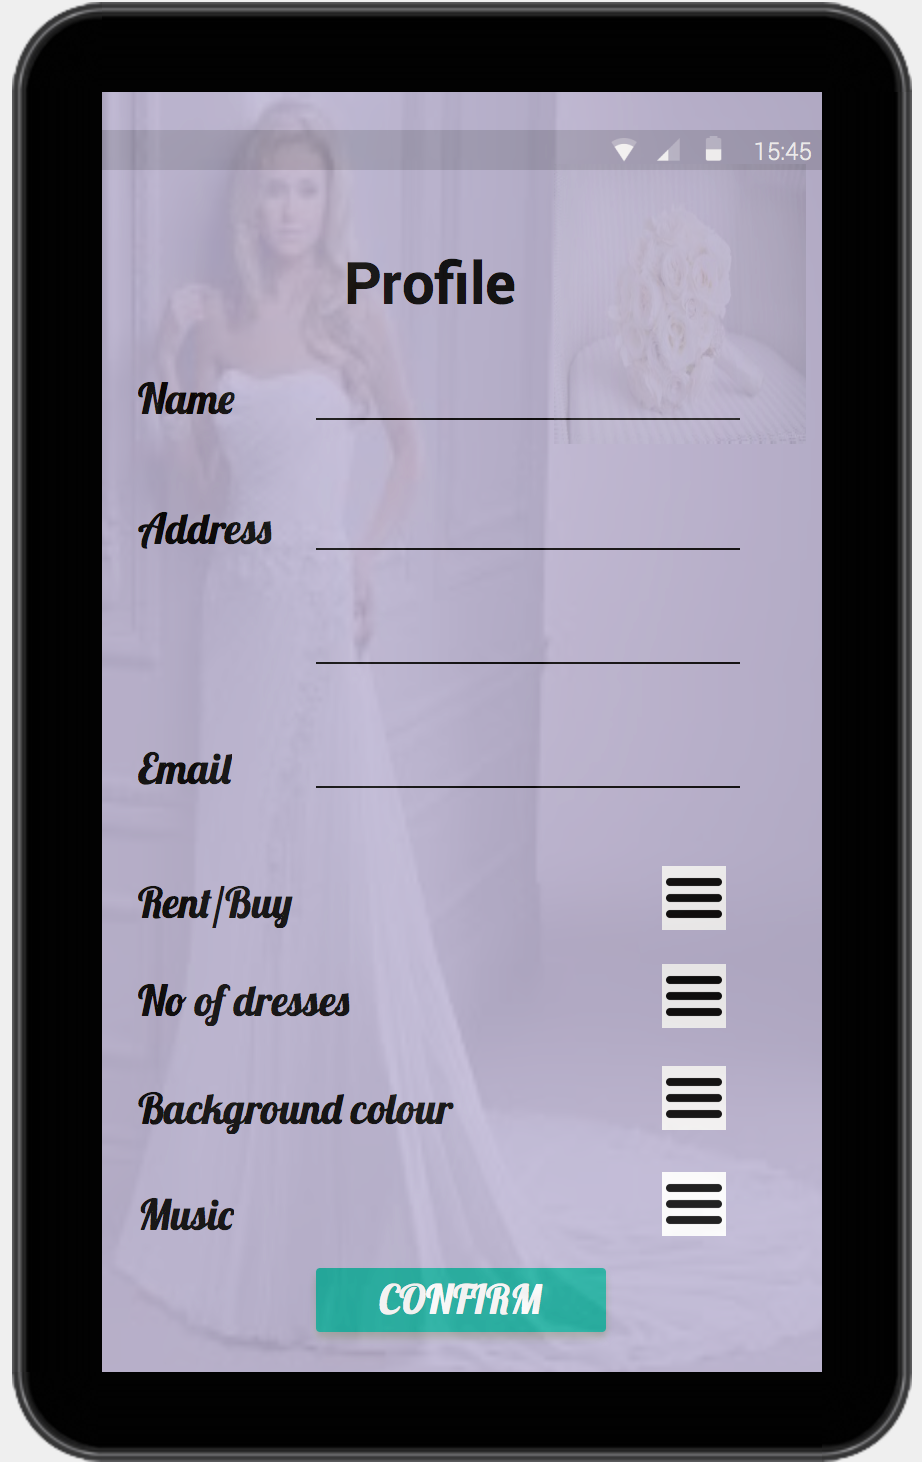 15:45
Profile
Name
Address
Email
Rent/Buy
No of dresses
Background colour
Music
CONFIRM